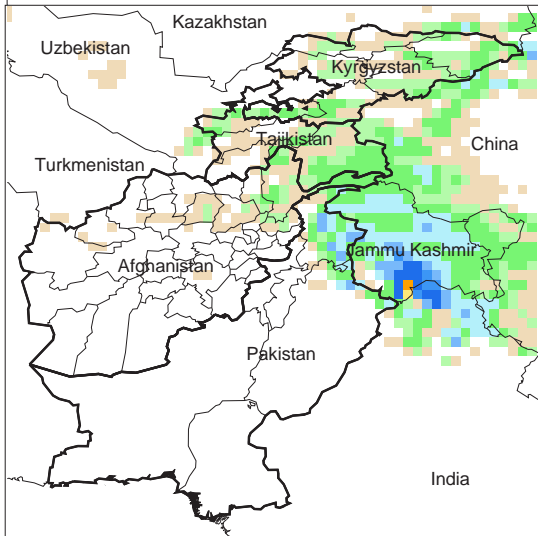 Kazakhstan
Uzbekistan
Kyrgyzstan
Tajikistan
China
Turkmenistan
Jammu Kashmir
Afghanistan
Pakistan
India